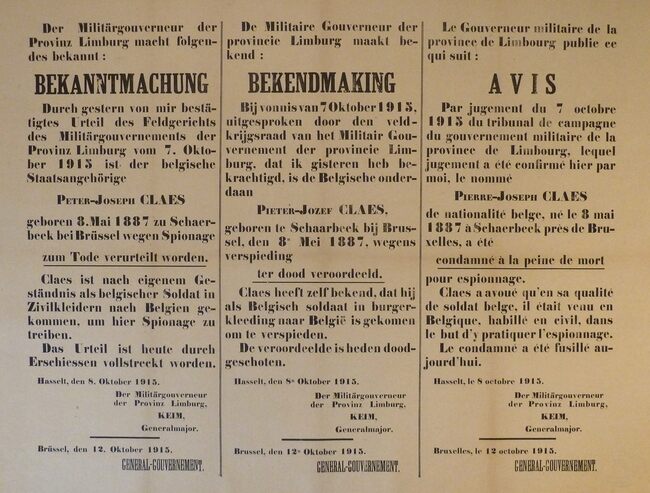 Der Militärgouverneur der
Provinz Limburg macht folgen-
des bekannt :
BEKANNTMACHUNG
Durch gestern von mir bestä-
tigtes Urteil des Feldgerichts
des Militärgouvernements der
Provinz Limburg vom 7. Okto-
ber 1915 ist der belgische
Staatsangehörige
PETER-JOSEPH CLAES
geboren 8. Mai 1887 zu Schaer-
beek bei Brüssel wegen Spionage
zum Tode verurteilt worden.
Claes ist nach eigenem Ge-
ständnis als belgischer Soldat in
Zivilkleidern nach Belgien ge-
kommen, um hier Spionage zu
treiben.
Das Urteil ist heute durch
Erschiessen vollstreckt worden.
Hasselt, den 8. Oktober 1915.
Der Militärgouverneur
der Provinz Limburg,
KEIM,
Generalmajor.
Brüssel, den 12. Oktober 1915.
GENERAL-GOUVERNEMENT.
De Militaire Gouverneur der
provincie Limburg maakt be-
kend :
BEKENDMAKING
Bij vonnis van 7 Oktober 1915,
uitgesproken door den veld-
krijgsraad van het Militair Gou-
vernement der provincie Lim-
burg, dat ik gisteren heb be-
krachtigd, is de Belgische onder-
daan
PIETER-JOZEF CLAES,
geboren te Schaarbeek bij Brus-
sel, den 8n Mei 1887, wegens
verspieding
ter dood veroordeeld.
Claes heeft zelf bekend, dat hij
als Belgisch soldaat in burger-
kleeding naar België is gekomen
om te verspieden.
De veroordeelde is heden dood-
geschoten.
Hasselt, den 8n Oktober 1915.
Der Militärgouverneur
der Provinz Limburg,
KEIM,
Generalmajor.
Brussel, den 12n Oktober 1915.
GENERAL-GOUVERNEMENT.
Le Gouverneur militaire de la
province de Limbourg publie ce
qui suit :
AVIS
Par jugement du 7 octobre
1915 du tribunal de campagne
du gouvernement militaire de la
province de Limbourg, lequel
jugement a été confirmé hier par
moi, le nommé
PIERRE-JOSEPH CLAES
de nationalité belge, né le 8 mai
1887 à Schaerbeek près de Bru-
xelles, a été
condamné à la peine de mort
pour espionnage.
Claes a avoué qu'en sa qualité
de soldat belge, il était venu en
Belgique, habillé en civil, dans
le but d'y pratiquer l'espionnage.
Le condamné a été fusillé au-
jourd'hui.
Hasselt, le 8 octobre 1915.
Der Militärgouverneur
der Provinz Limburg,
KEIM,
Generalmajor.
Bruxelles, le 12 octobre 1915.
GENERAL-GOUVERNEMENT.